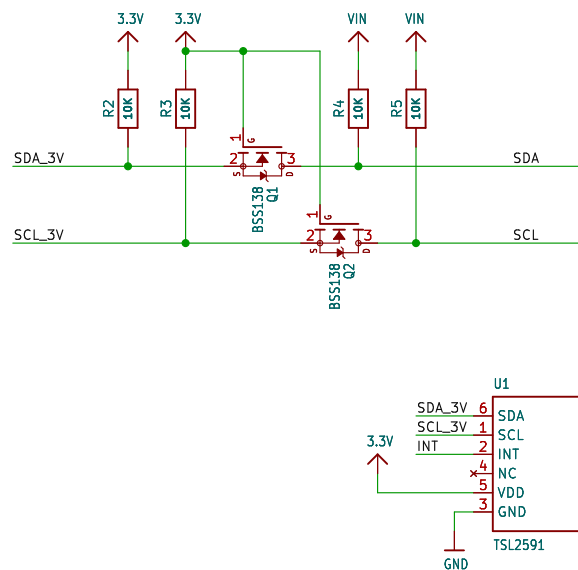 3.3V 3.3V VIN VIN
R2 10K R3 10K R4 10K R5 10K
1 G
SDA_3V 2 3 SDA
S D
BSS138
Q1
1 G
SCL_3V 2 3 SCL
S D
BSS138
Q2
U1
SDA_3V 6 SDA
SCL_3V 1 SCL
INT 2 INT
3.3V
4 NC
5 VDD
3 GND
TSL2591
GND